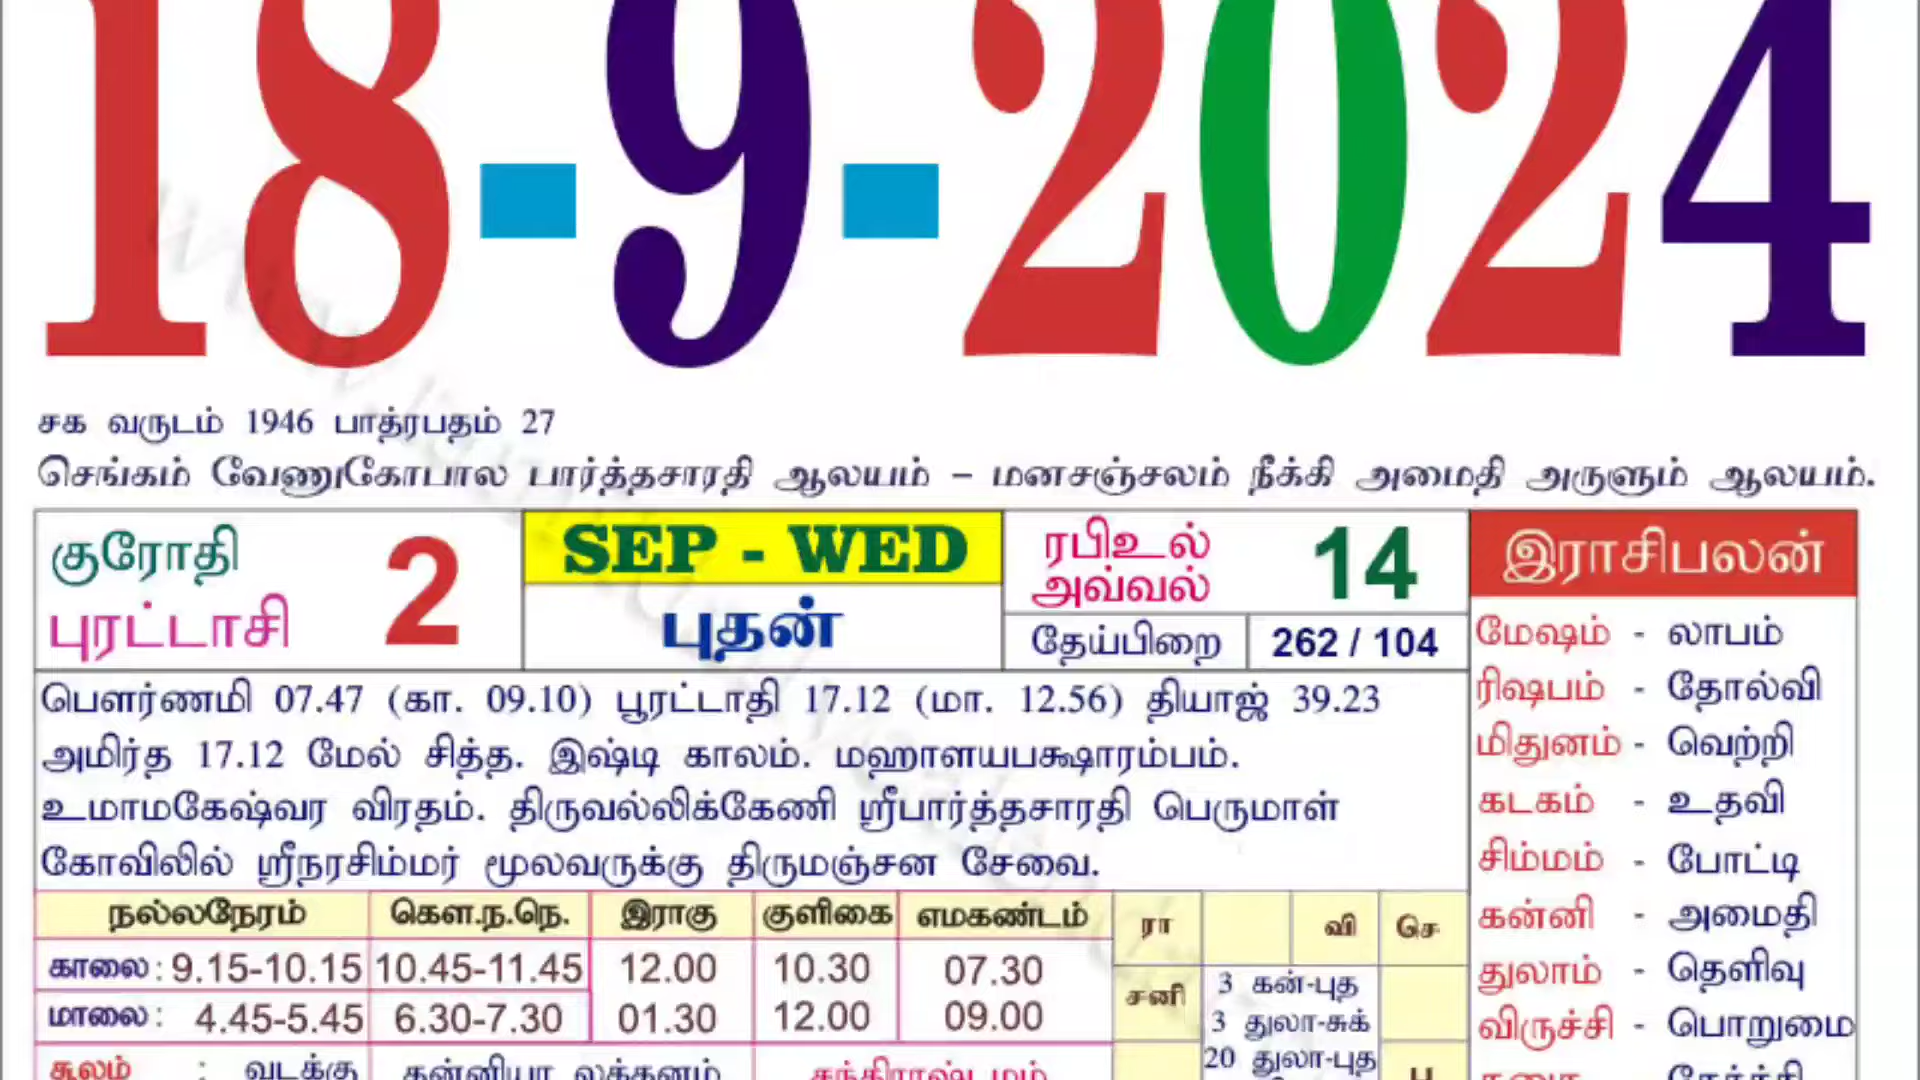 18-9-2024
சக வருடம் 1946 பாத்ரபதம் 27
செங்கம் வேணுகோபால பார்த்தசாரதி ஆலயம் – மனசஞ்சலம் நீக்கி அமைதி அருளும் ஆலயம்.
குரோதி
புரட்டாசி
2
SEP - WED
புதன்
ரபிஉல்
அவ்வல்
14
தேய்பிறை
262 / 104
பௌர்ணமி 07.47 (கா. 09.10) பூரட்டாதி 17.12 (மா. 12.56) தியாஜ் 39.23
அமிர்த 17.12 மேல் சித்த. இஷ்டி காலம். மஹாளயபக்ஷாரம்பம்.
உமாமகேஷ்வர விரதம். திருவல்லிக்கேணி ஸ்ரீபார்த்தசாரதி பெருமாள்
கோவிலில் ஸ்ரீநரசிம்மர் மூலவருக்கு திருமஞ்சன சேவை.
நல்லநேரம் கௌ.ந.நே. இராகு குளிகை எமகண்டம்
காலை : 9.15-10.15 10.45-11.45 12.00 10.30 07.30
மாலை : 4.45-5.45 6.30-7.30 01.30 12.00 09.00
சூலம் : வடக்கு கன்னியா லக்கனம் சந்திராஷ்டமம்
ரா வி செ
சனி
3 கன்-புத
3 துலா-சுக்
20 துலா-புத
இராசிபலன்
மேஷம் - லாபம்
ரிஷபம் - தோல்வி
மிதுனம் - வெற்றி
கடகம் - உதவி
சிம்மம் - போட்டி
கன்னி - அமைதி
துலாம் - தெளிவு
விருச்சி - பொறுமை